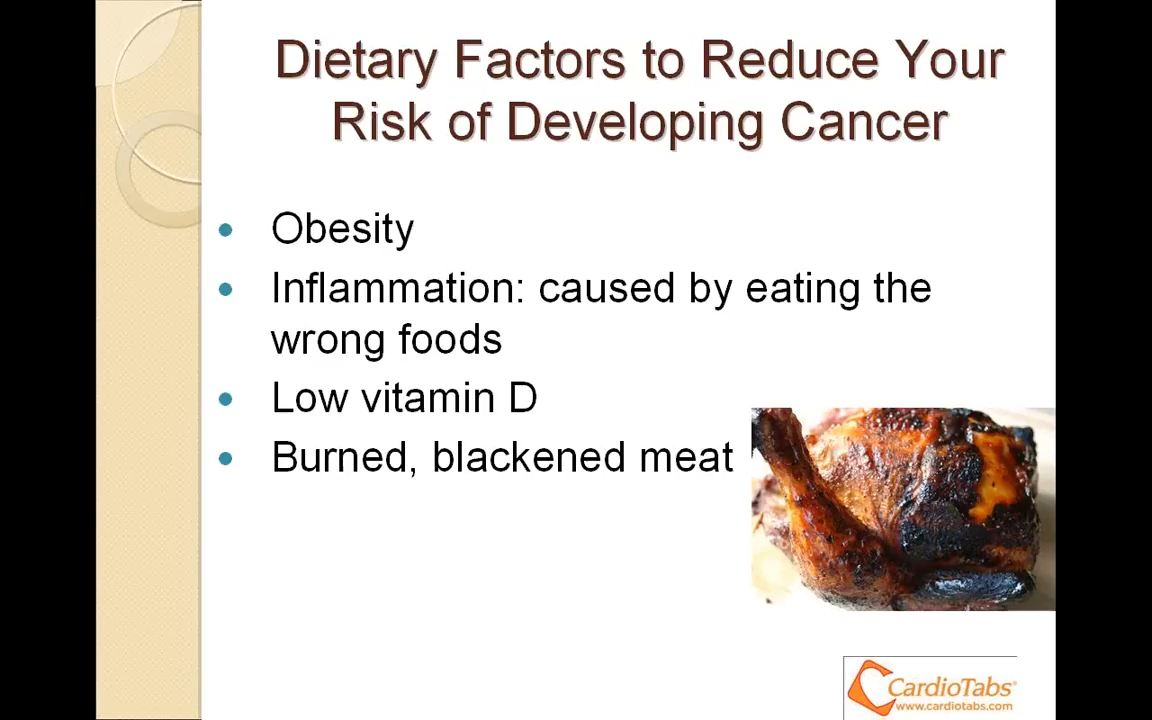 Dietary Factors to Reduce Your
Risk of Developing Cancer
Obesity
Inflammation: caused by eating the
wrong foods
Low vitamin D
Burned, blackened meat
CardioTabs®
www.cardiotabs.com